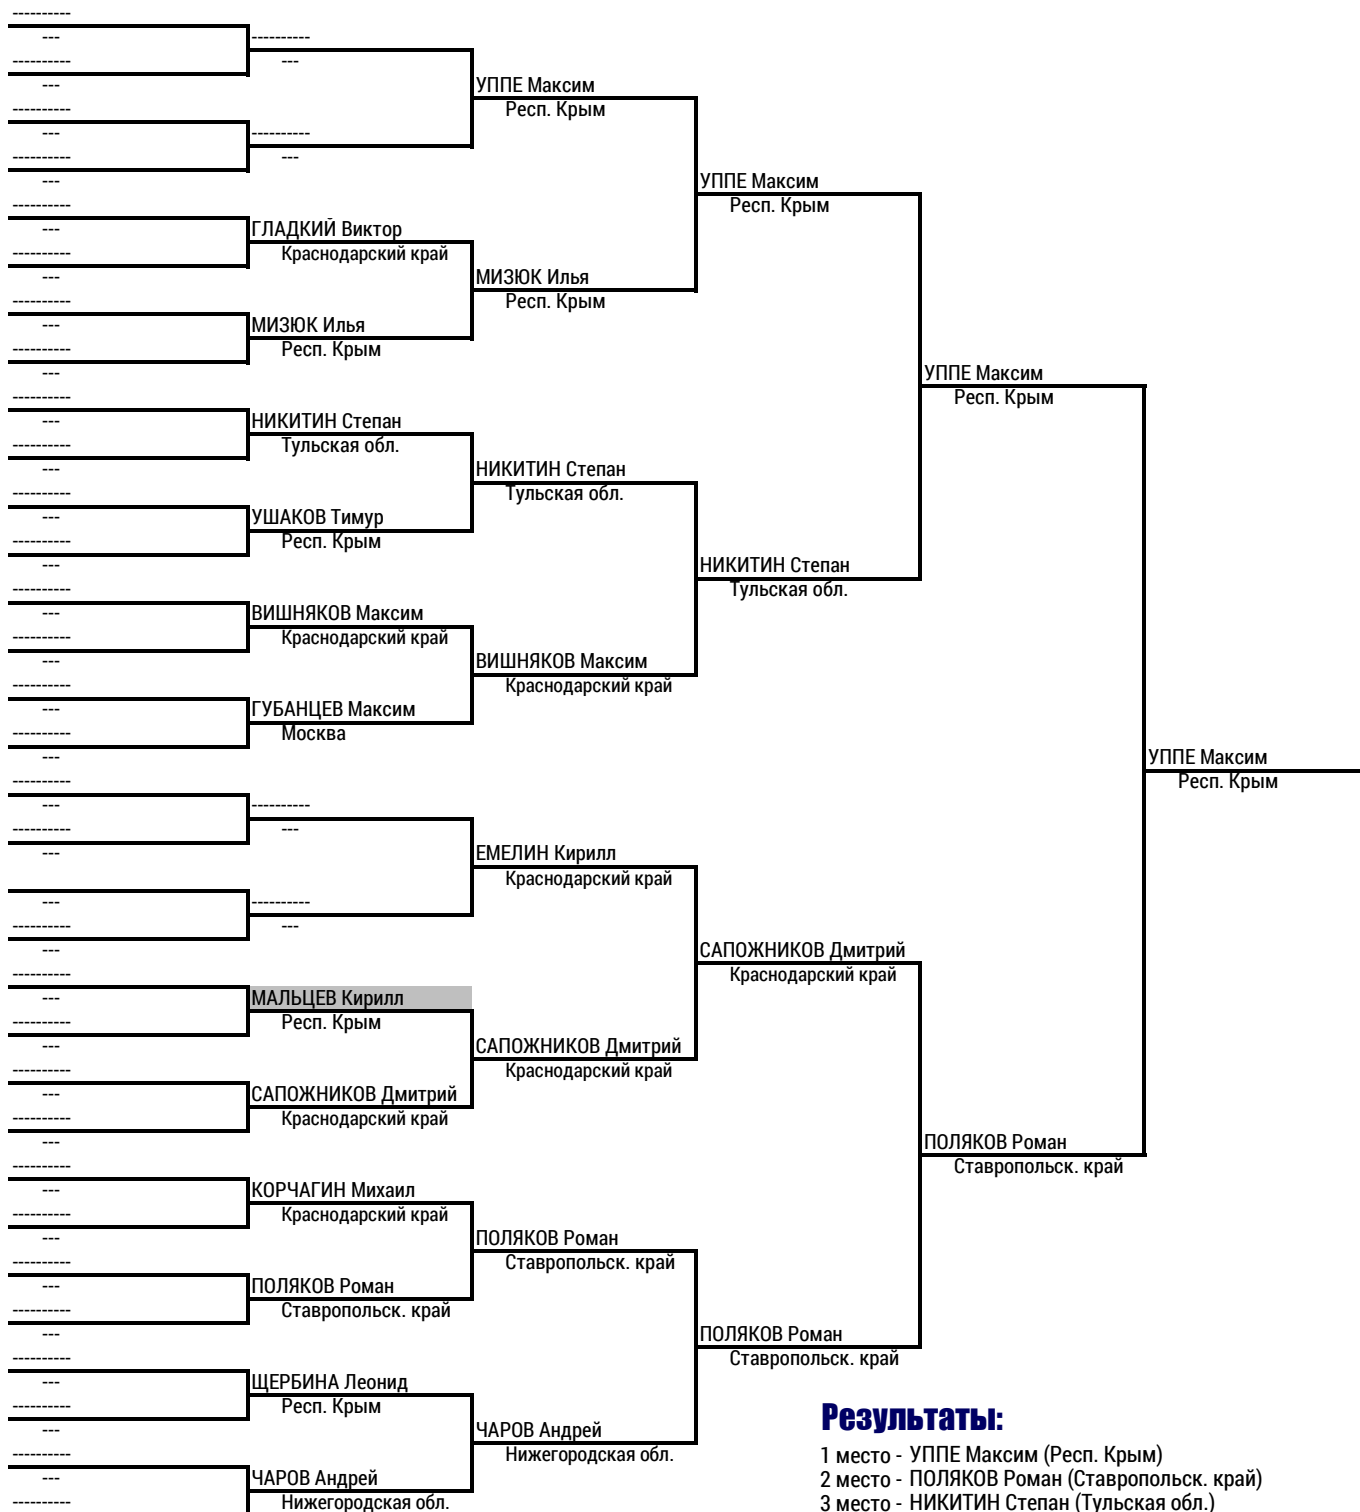 ----------
---
----------
---
----------
---
----------
---
----------
---
----------
---
----------
---
----------
---
----------
---
----------
---
----------
---
----------
---
----------
---
----------
---
----------
---
----------
---
----------
---
----------
---
---
----------
---
----------
---
----------
---
----------
---
----------
---
----------
---
----------
---
----------
---
----------
---
----------
---
----------
---
----------
---
----------
----------
---
----------
---
ГЛАДКИЙ Виктор
Краснодарский край
МИЗЮК Илья
Респ. Крым
НИКИТИН Степан
Тульская обл.
УШАКОВ Тимур
Респ. Крым
ВИШНЯКОВ Максим
Краснодарский край
ГУБАНЦЕВ Максим
Москва
----------
---
----------
---
МАЛЬЦЕВ Кирилл
Респ. Крым
САПОЖНИКОВ Дмитрий
Краснодарский край
КОРЧАГИН Михаил
Краснодарский край
ПОЛЯКОВ Роман
Ставропольск. край
ЩЕРБИНА Леонид
Респ. Крым
ЧАРОВ Андрей
Нижегородская обл.
УППЕ Максим
Респ. Крым
МИЗЮК Илья
Респ. Крым
НИКИТИН Степан
Тульская обл.
ВИШНЯКОВ Максим
Краснодарский край
ЕМЕЛИН Кирилл
Краснодарский край
САПОЖНИКОВ Дмитрий
Краснодарский край
ПОЛЯКОВ Роман
Ставропольск. край
ЧАРОВ Андрей
Нижегородская обл.
УППЕ Максим
Респ. Крым
НИКИТИН Степан
Тульская обл.
САПОЖНИКОВ Дмитрий
Краснодарский край
ПОЛЯКОВ Роман
Ставропольск. край
УППЕ Максим
Респ. Крым
ПОЛЯКОВ Роман
Ставропольск. край
УППЕ Максим
Респ. Крым
Результаты:
1 место - УППЕ Максим (Респ. Крым)
2 место - ПОЛЯКОВ Роман (Ставропольск. край)
3 место - НИКИТИН Степан (Тульская обл.)